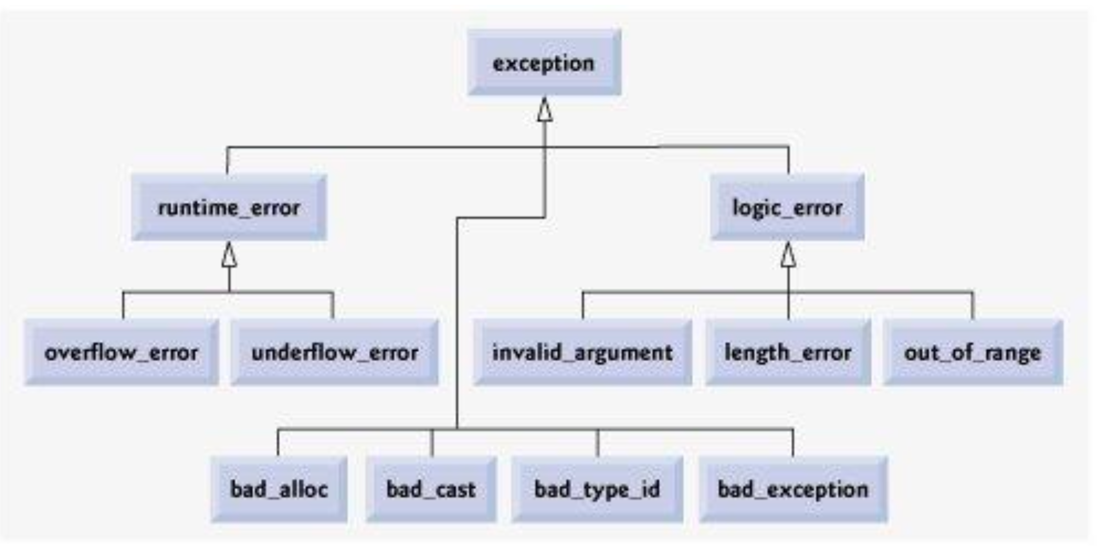 exception
runtime_error
logic_error
overflow_error
underflow_error
invalid_argument
length_error
out_of_range
bad_alloc
bad_cast
bad_type_id
bad_exception